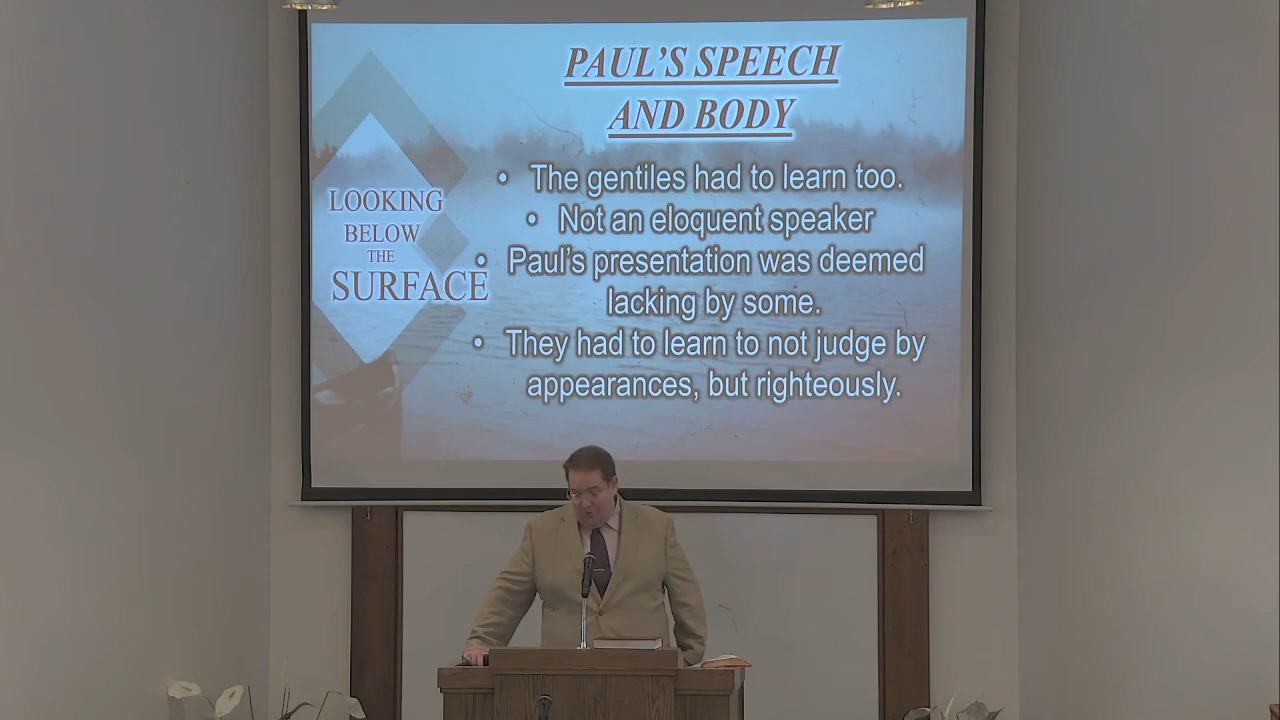 PAUL'S SPEECH
AND BODY
LOOKING
BELOW
THE
SURFACE
• The gentiles had to learn too.
• Not an eloquent speaker
• Paul's presentation was deemed
lacking by some.
• They had to learn to not judge by
appearances, but righteously.